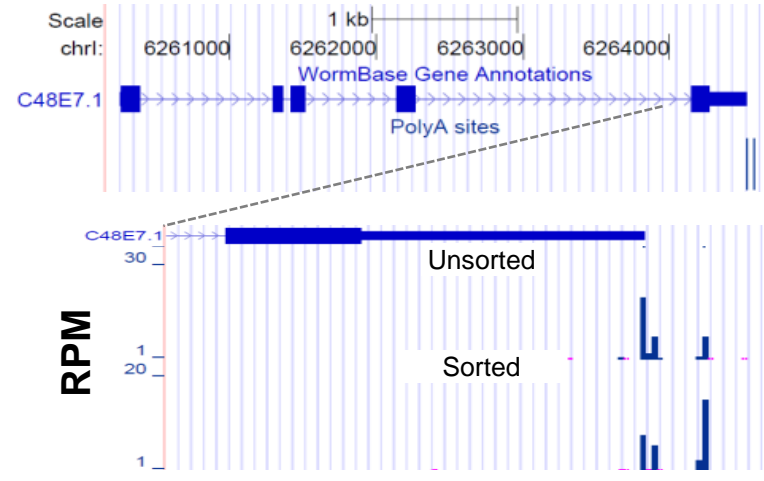 Scale 1 kb
chrI: 6261000 6262000 6263000 6264000
WormBase Gene Annotations
C48E7.1
PolyA sites
C48E7.1
Unsorted
30
1
Sorted
20
1
RPM